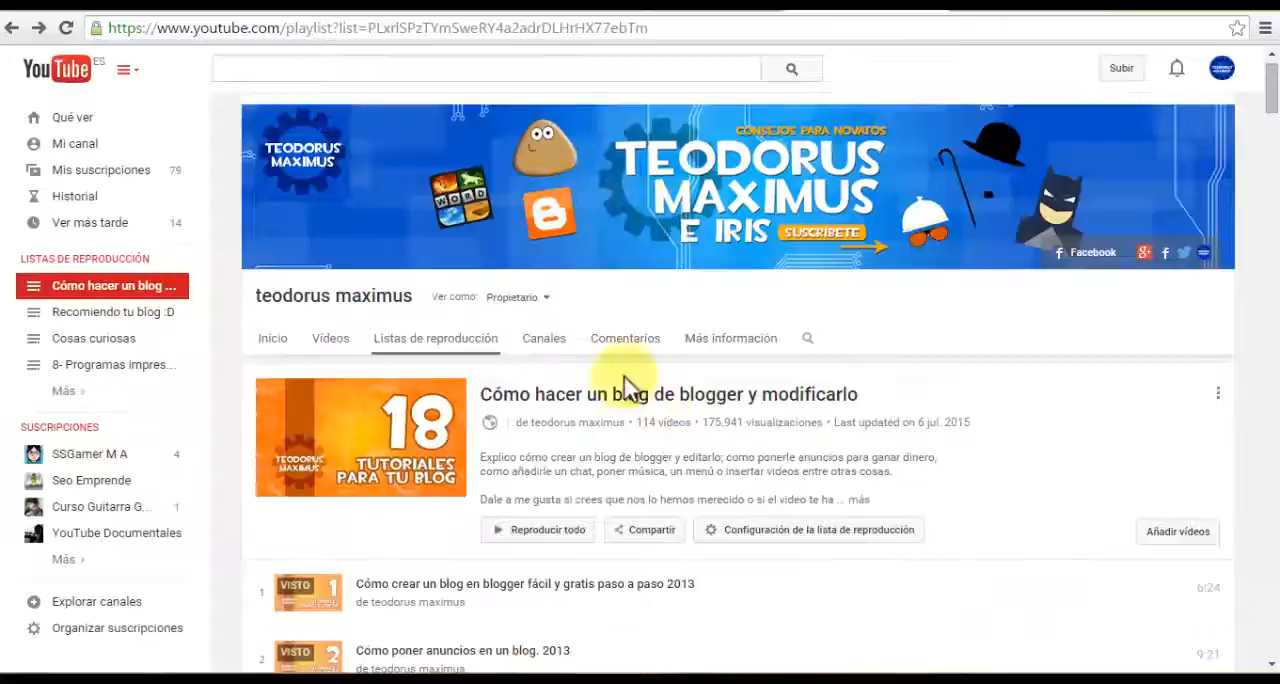 https://www.youtube.com/playlist?list=PLxrlSPzTYmSweRY4a2adrDLHrHX77ebTm
YouTube ES
Subir
Qué ver
Mi canal
Mis suscripciones 79
Historial
Ver más tarde 14
LISTAS DE REPRODUCCIÓN
Cómo hacer un blog ...
Recomiendo tu blog :D
Cosas curiosas
8- Programas impres...
Más ›
SUSCRIPCIONES
SSGamer M A 4
Seo Emprende
Curso Guitarra G... 1
YouTube Documentales
Más ›
Explorar canales
Organizar suscripciones
TEODORUS
MAXIMUS
WORD
CONSEJOS PARA NOVATOS
TEODORUS
MAXIMUS
E IRIS SUSCRIBETE
Facebook
teodorus maximus Ver como: Propietario
Inicio Vídeos Listas de reproducción Canales Comentarios Más información
18
TEODORUS
MAXIMUS
TUTORIALES
PARA TU BLOG
Cómo hacer un blog de blogger y modificarlo
de teodorus maximus • 114 vídeos • 175.941 visualizaciones • Last updated on 6 jul. 2015
Explico cómo crear un blog de blogger y editarlo; como ponerle anuncios para ganar dinero,
como añadirle un chat, poner música, un menú o insertar videos entre otras cosas.
Dale a me gusta si crees que nos lo hemos merecido o si el video te ha ... más
Reproducir todo Compartir Configuración de la lista de reproducción Añadir vídeos
1 VISTO 1 Cómo crear un blog en blogger fácil y gratis paso a paso 2013 6:24
de teodorus maximus
2 VISTO 2 Cómo poner anuncios en un blog. 2013 9:21
de teodorus maximus